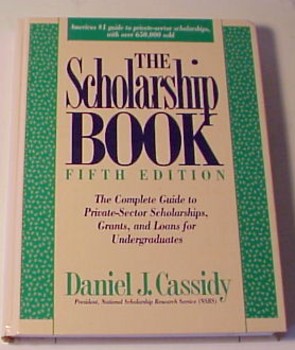 America's #1 guide to private-sector scholarships,
with over 650,000 sold
THE
Scholarship
BOOK
FIFTH EDITION
The Complete Guide to
Private-Sector Scholarships,
Grants, and Loans for
Undergraduates
Daniel J. Cassidy
President, National Scholarship Research Service (NSRS)